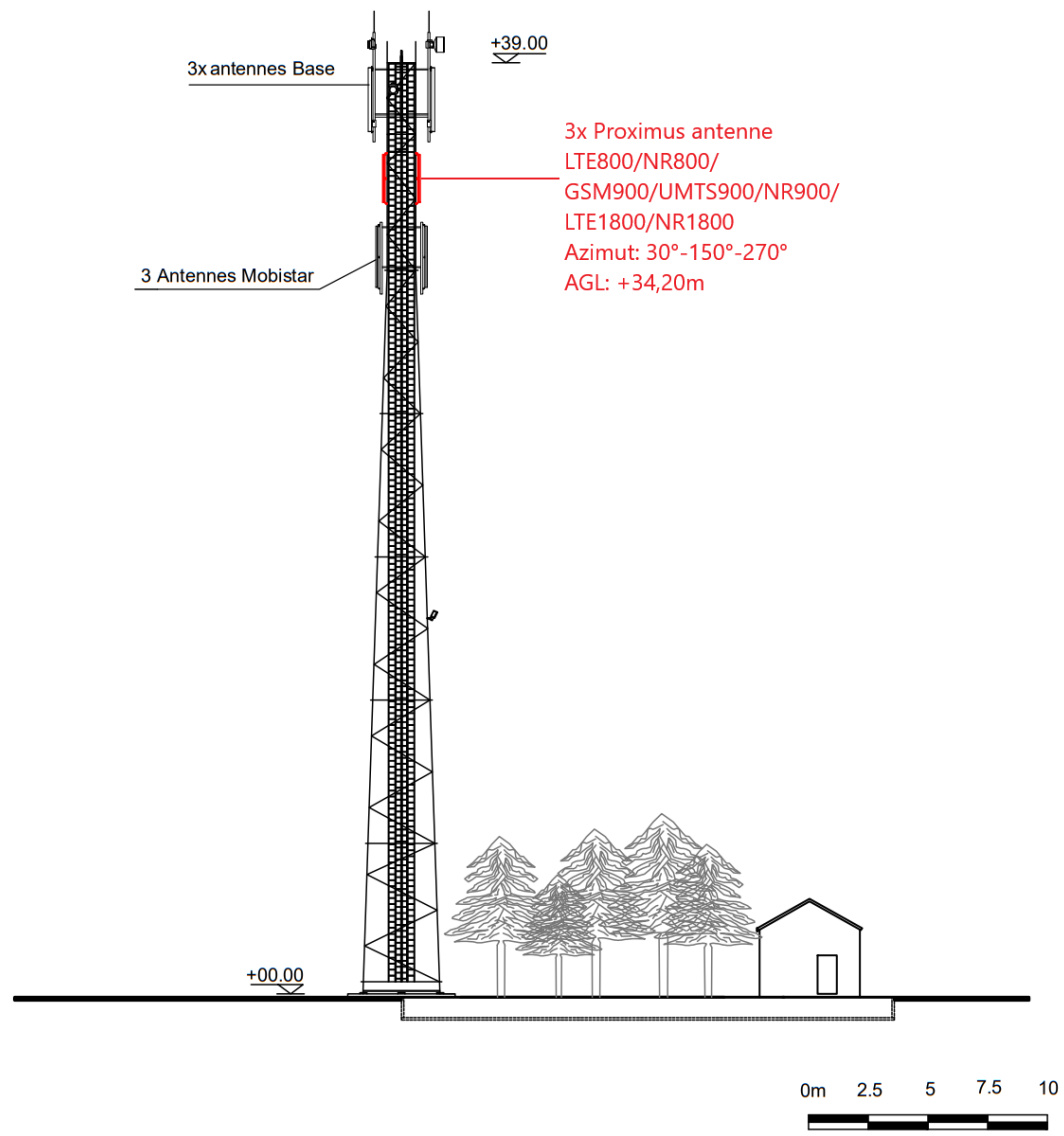 +39.00
3x antennes Base
3x Proximus antenne
LTE800/NR800/
GSM900/UMTS900/NR900/
LTE1800/NR1800
Azimut: 30°-150°-270°
AGL: +34,20m
3 Antennes Mobistar
+00.00
0m 2.5 5 7.5 10